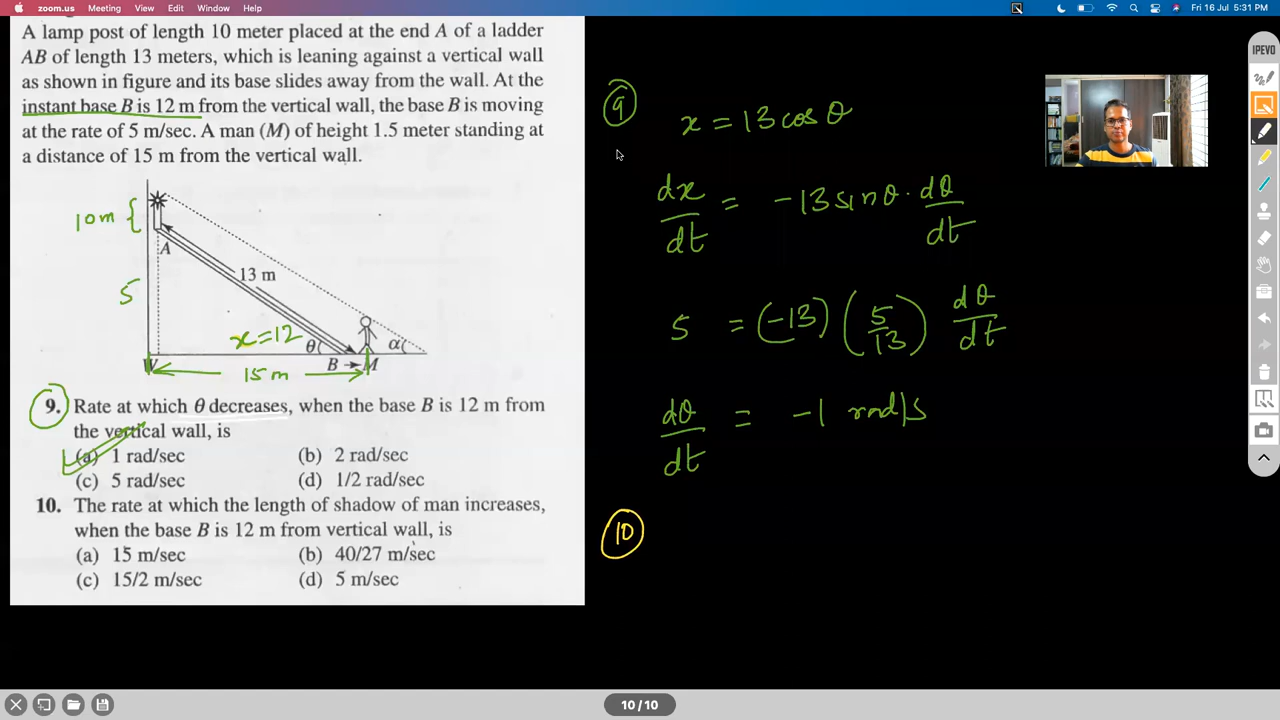 zoom.us Meeting View Edit Window Help
Fri 16 Jul 5:31 PM
A lamp post of length 10 meter placed at the end A of a ladder
AB of length 13 meters, which is leaning against a vertical wall
as shown in figure and its base slides away from the wall. At the
instant base B is 12 m from the vertical wall, the base B is moving
at the rate of 5 m/sec. A man (M) of height 1.5 meter standing at
a distance of 15 m from the vertical wall.
10m
A
13 m
5
x=12
θ
α
W
B
M
15 m
9. Rate at which θ decreases, when the base B is 12 m from
the vertical wall, is
(a) 1 rad/sec (b) 2 rad/sec
(c) 5 rad/sec (d) 1/2 rad/sec
10. The rate at which the length of shadow of man increases,
when the base B is 12 m from vertical wall, is
(a) 15 m/sec (b) 40/27 m/sec
(c) 15/2 m/sec (d) 5 m/sec
9
x = 13 cos θ
dx/dt = -13 sin θ · dθ/dt
5 = (-13) (5/13) dθ/dt
dθ/dt = -1 rad/s
10
IPEVO
10 / 10